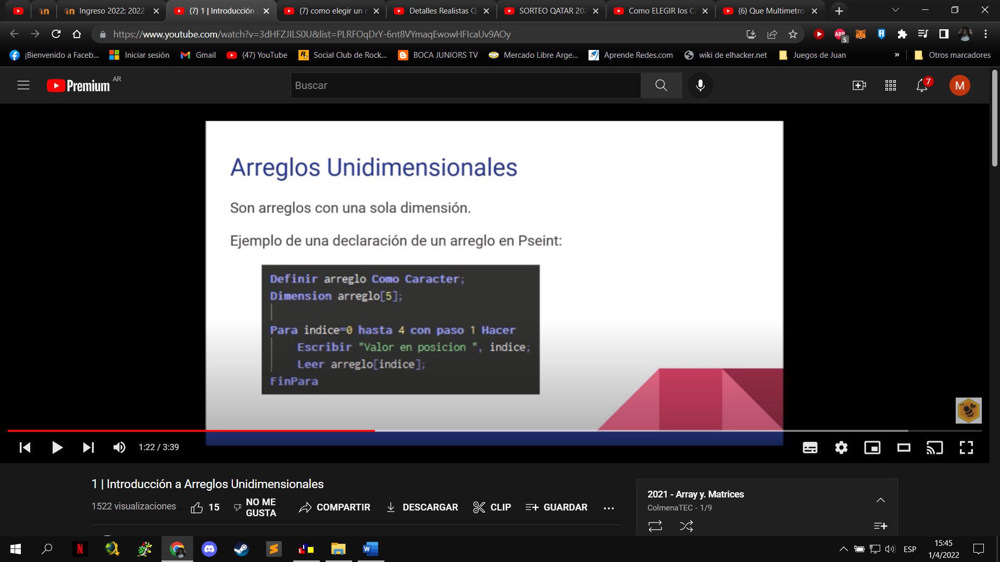 Ingreso 2022: 2022
(7) 1 | Introducción
(7) como elegir un
Detalles Realistas
SORTEO QATAR 202
Como ELEGIR los
(6) Que Multimetro
https://www.youtube.com/watch?v=3dHFZJILS0U&list=PLRFOqDrY-6nt8VYmaqEwowHFIcaUv9AOy
ABP
5
¡Bienvenido a Faceb...
Iniciar sesión
Gmail
(47) YouTube
Social Club de Rock...
BOCA JUNIORS TV
Mercado Libre Arge...
Aprende Redes.com
wiki de elhacker.net
Juegos de Juan
»
Otros marcadores
Premium AR
Buscar
7
M
Arreglos Unidimensionales
Son arreglos con una sola dimensión.
Ejemplo de una declaración de un arreglo en Pseint:
Definir arreglo Como Caracter;
Dimension arreglo[5];
Para indice=0 hasta 4 con paso 1 Hacer
Escribir "Valor en posicion ", indice;
Leer arreglo[indice];
FinPara
1:22 / 3:39
1 | Introducción a Arreglos Unidimensionales
1522 visualizaciones
15
NO ME GUSTA
COMPARTIR
DESCARGAR
CLIP
GUARDAR
2021 - Array y. Matrices
ColmenaTEC - 1/9
ESP
15:45
1/4/2022